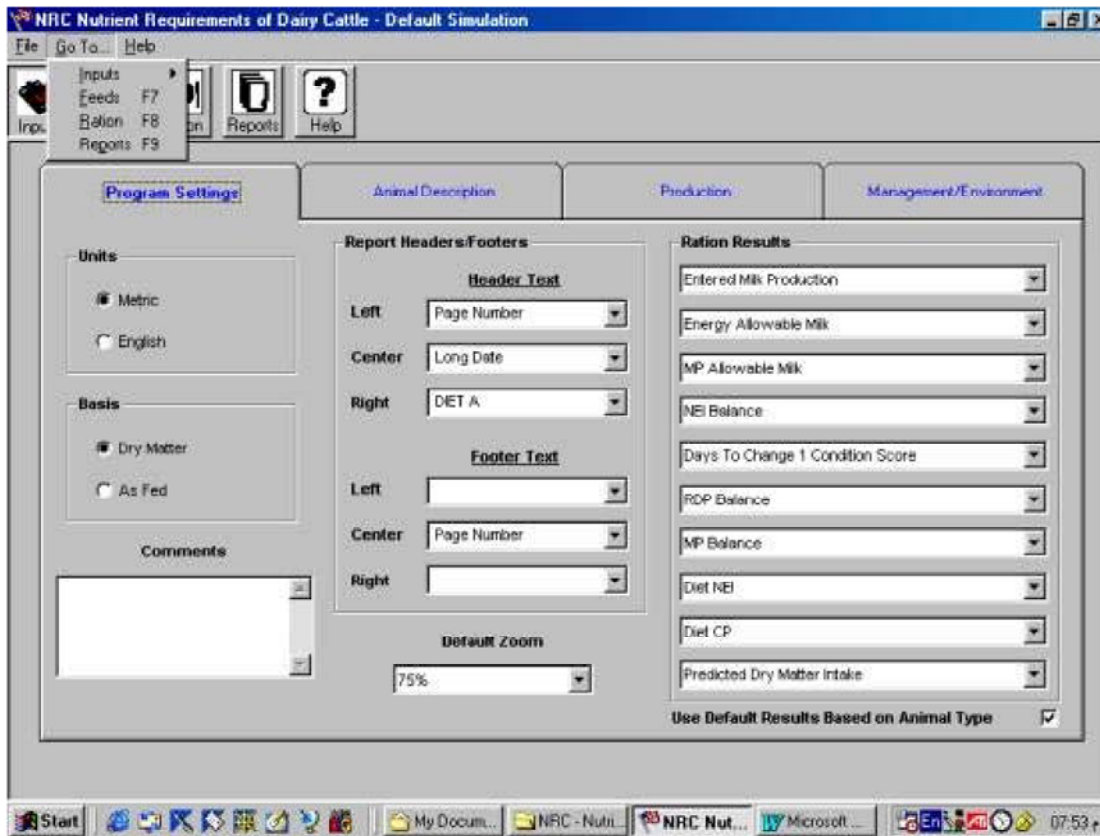 NRC Nutrient Requirements of Dairy Cattle - Default Simulation
File Go To... Help
Inputs
Feeds F7
Ration F8
Reports F9
Reports
Help
Program Settings
Animal Description
Production
Management/Environment
Units
Metric
English
Basis
Dry Matter
As Fed
Comments
Report Headers/Footers
Header Text
Left Page Number
Center Long Date
Right DIET A
Footer Text
Left
Center Page Number
Right
Default Zoom
75%
Ration Results
Entered Milk Production
Energy Allowable Milk
MP Allowable Milk
NEl Balance
Days To Change 1 Condition Score
RDP Balance
MP Balance
Diet NEl
Diet CP
Predicted Dry Matter Intake
Use Default Results Based on Animal Type
Start My Docum... NRC - Nutri... NRC Nut... Microsoft ... En 07:53 م